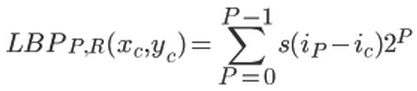 LBP_{P,R}(x_c,y_c) = \sum_{P=0}^{P-1} s(i_P - i_c)2^P